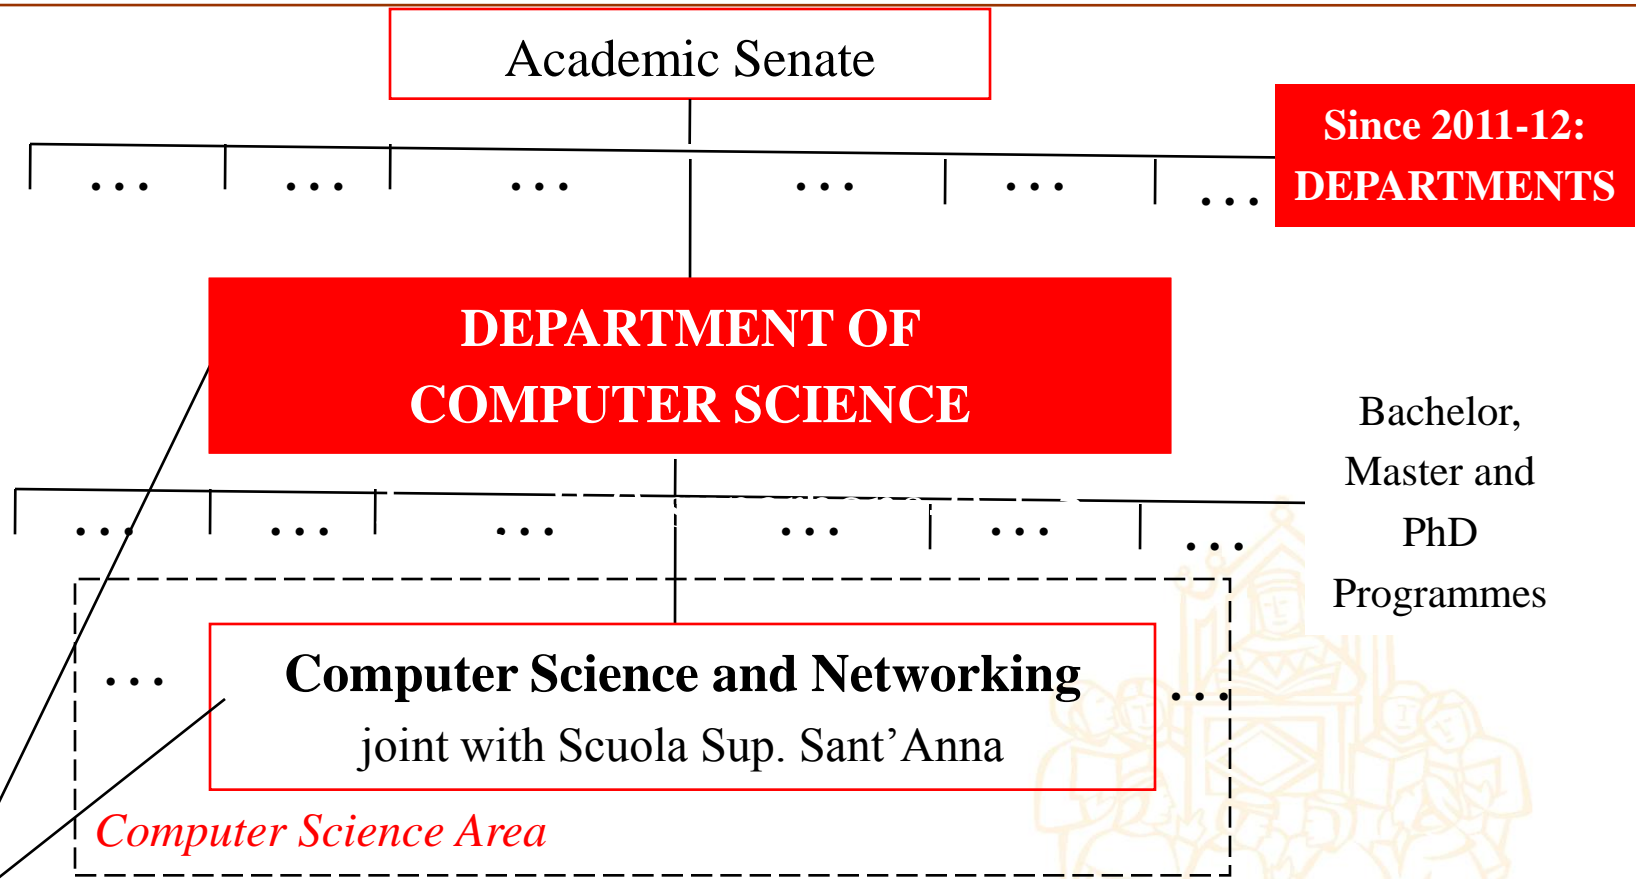 Academic Senate
Since 2011-12:
DEPARTMENTS
... ... ... ... ... ...
DEPARTMENT OF
COMPUTER SCIENCE
Bachelor,
Master and
PhD
Programmes
... ... ... ... ... ...
... Computer Science and Networking ...
joint with Scuola Sup. Sant’Anna
Computer Science Area